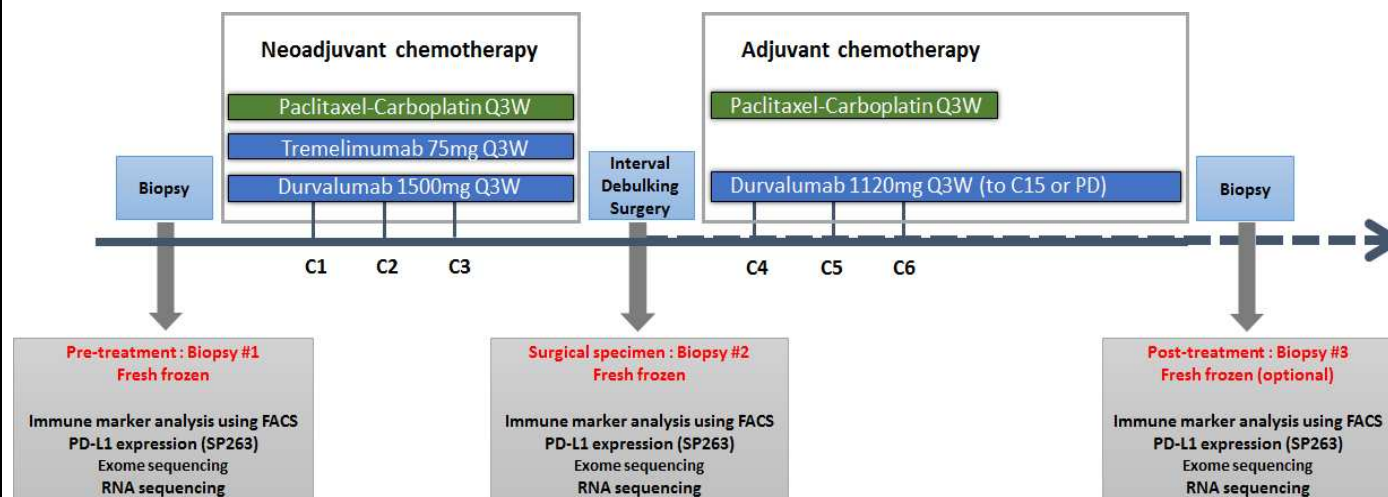 Neoadjuvant chemotherapy
Paclitaxel-Carboplatin Q3W
Tremelimumab 75mg Q3W
Durvalumab 1500mg Q3W
Adjuvant chemotherapy
Paclitaxel-Carboplatin Q3W
Durvalumab 1120mg Q3W (to C15 or PD)
Biopsy
Interval
Debulking
Surgery
Biopsy
C1
C2
C3
C4
C5
C6
Pre-treatment : Biopsy #1
Fresh frozen
Immune marker analysis using FACS
PD-L1 expression (SP263)
Exome sequencing
RNA sequencing
Surgical specimen : Biopsy #2
Fresh frozen
Immune marker analysis using FACS
PD-L1 expression (SP263)
Exome sequencing
RNA sequencing
Post-treatment : Biopsy #3
Fresh frozen (optional)
Immune marker analysis using FACS
PD-L1 expression (SP263)
Exome sequencing
RNA sequencing